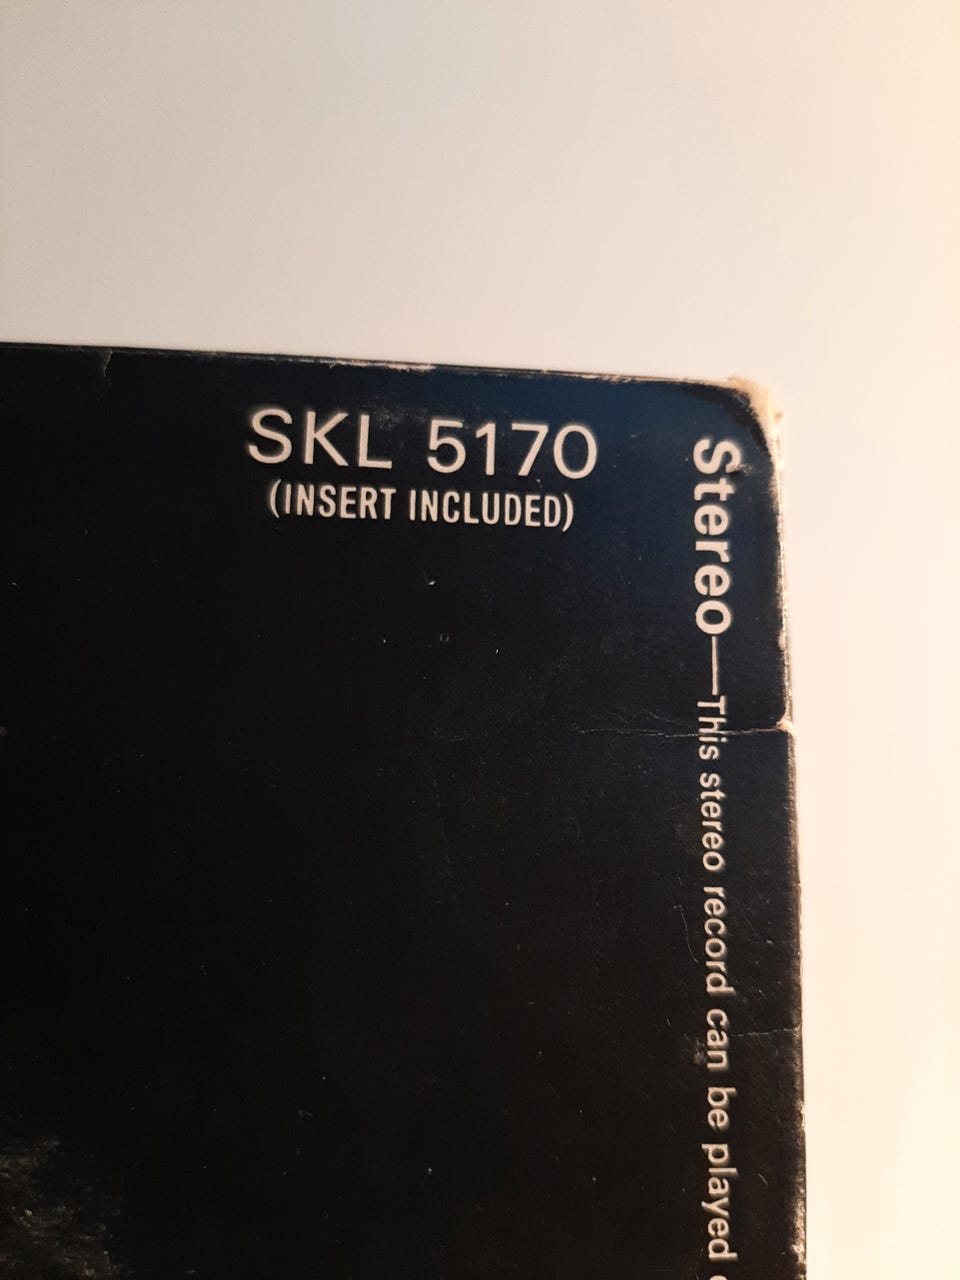 SKL 5170
(INSERT INCLUDED)
Stereo—This stereo record can be played